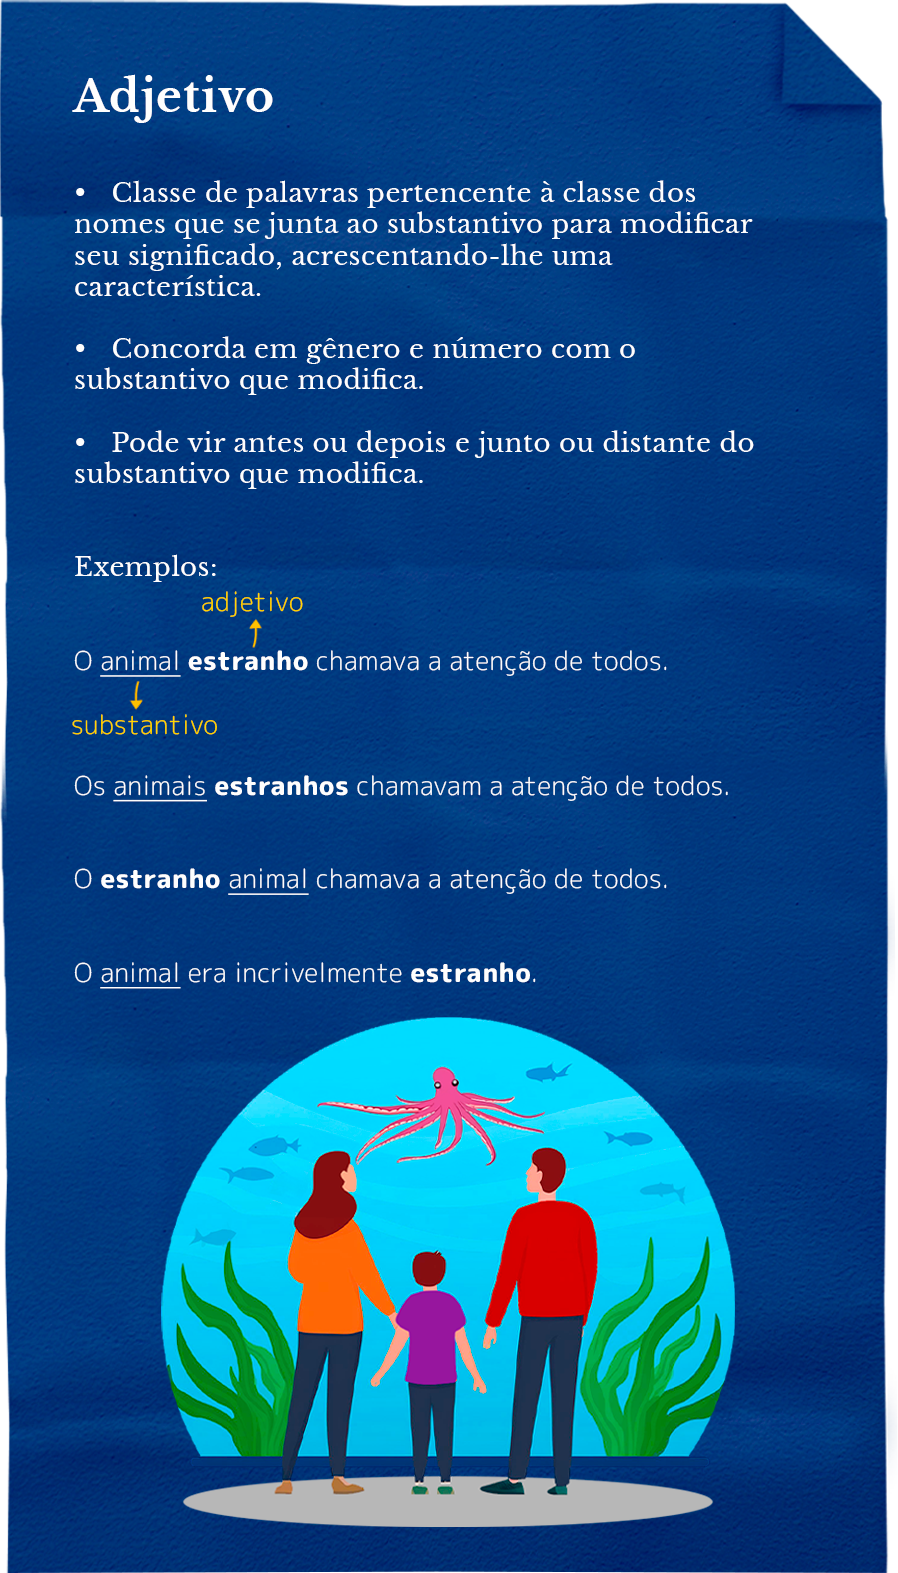 Adjetivo
• Classe de palavras pertencente à classe dos
nomes que se junta ao substantivo para modificar
seu significado, acrescentando-lhe uma
característica.
• Concorda em gênero e número com o
substantivo que modifica.
• Pode vir antes ou depois e junto ou distante do
substantivo que modifica.
Exemplos:
adjetivo
O animal estranho chamava a atenção de todos.
substantivo
Os animais estranhos chamavam a atenção de todos.
O estranho animal chamava a atenção de todos.
O animal era incrivelmente estranho.